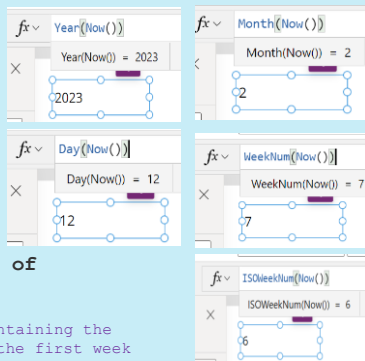 fx Year(Now())
Year(Now()) = 2023
2023
fx Month(Now())
Month(Now()) = 2
2
fx Day(Now())
Day(Now()) = 12
12
fx WeekNum(Now())
WeekNum(Now()) = 7
7
of
fx ISOWeekNum(Now())
ISOWeekNum(Now()) = 6
6
ntaining the
the first week